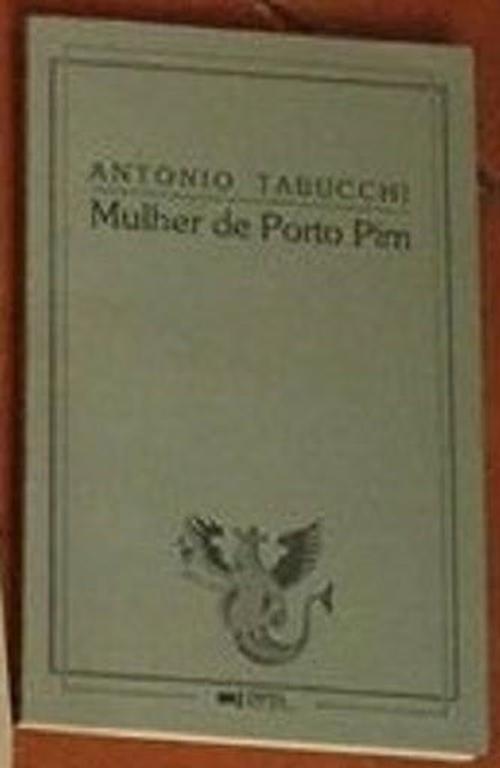 ANTONIO TABUCCHI
Mulher de Porto Pim